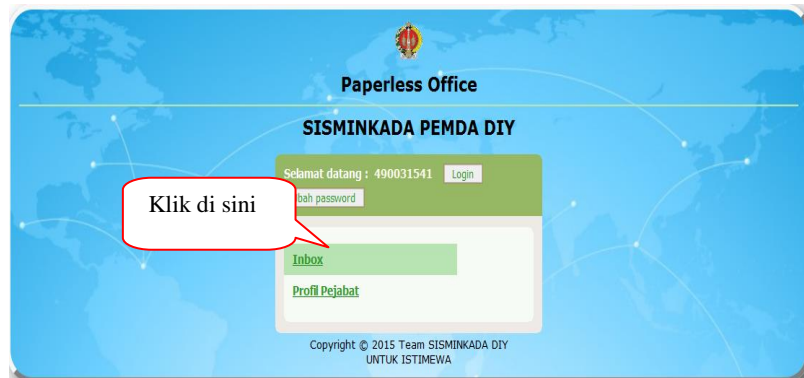 Paperless Office
SISMINKADA PEMDA DIY
Selamat datang : 490031541 Login
bah password
Klik di sini
Inbox
Profil Pejabat
Copyright © 2015 Team SISMINKADA DIY
UNTUK ISTIMEWA